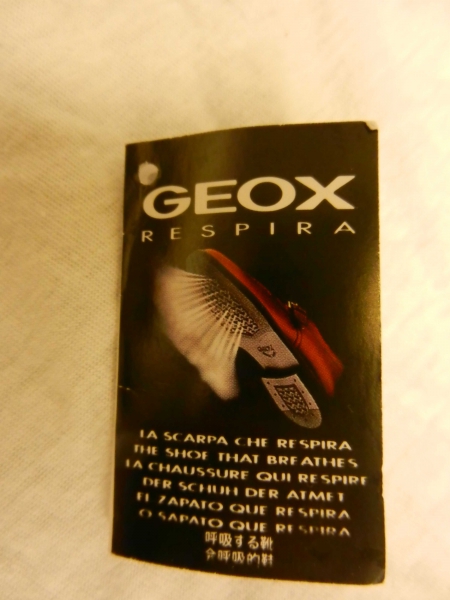 GEOX
RESPIRA
GEOX
LA SCARPA CHE RESPIRA
THE SHOE THAT BREATHES
LA CHAUSSURE QUI RESPIRE
DER SCHUH DER ATMET
EL ZAPATO QUE RESPIRA
O SAPATO QUE RESPIRA
呼吸する靴
会呼吸的鞋